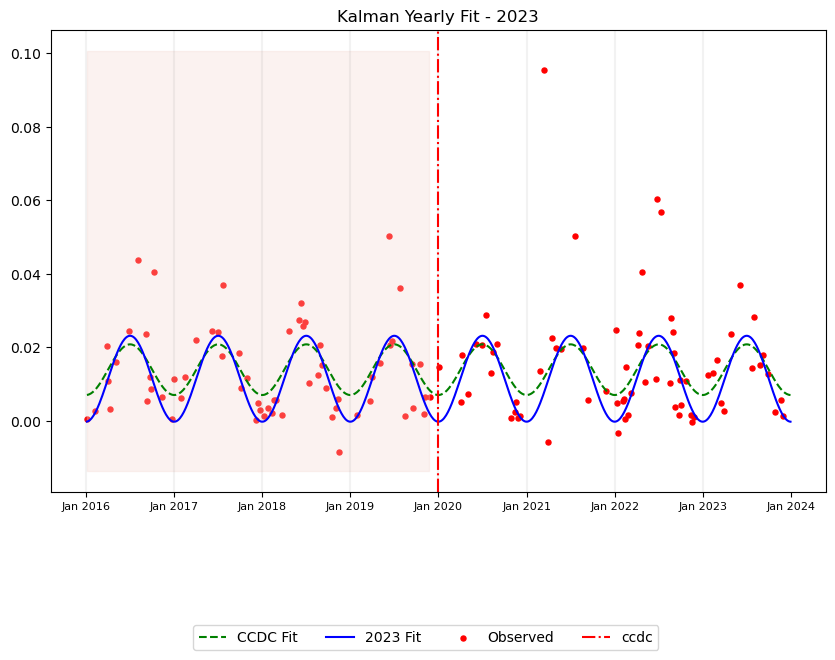 Kalman Yearly Fit - 2023
0.10
0.08
0.06
0.04
0.02
0.00
Jan 2016 Jan 2017 Jan 2018 Jan 2019 Jan 2020 Jan 2021 Jan 2022 Jan 2023 Jan 2024
CCDC Fit 2023 Fit Observed ccdc